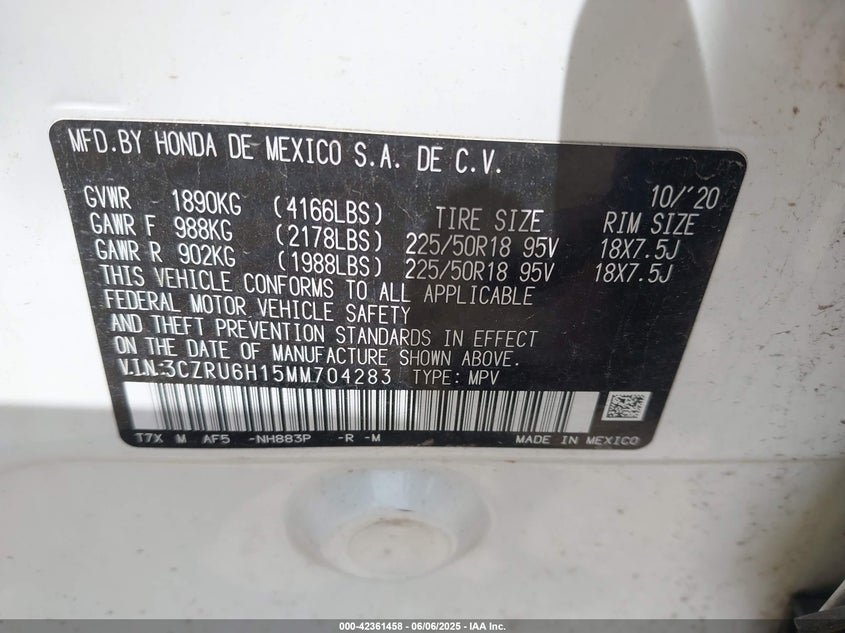 MFD.BY HONDA DE MEXICO S.A. DE C.V.
10/'20
GVWR 1890KG (4166LBS) TIRE SIZE RIM SIZE
GAWR F 988KG (2178LBS) 225/50R18 95V 18X7.5J
GAWR R 902KG (1988LBS) 225/50R18 95V 18X7.5J
THIS VEHICLE CONFORMS TO ALL APPLICABLE
FEDERAL MOTOR VEHICLE SAFETY
AND THEFT PREVENTION STANDARDS IN EFFECT
ON THE DATE OF MANUFACTURE SHOWN ABOVE.
V.I.N:3CZRU6H15MM704283 TYPE: MPV
T7X M AF5 -NH883P -R -M MADE IN MEXICO
000-42361458 - 06/06/2025 - IAA Inc.